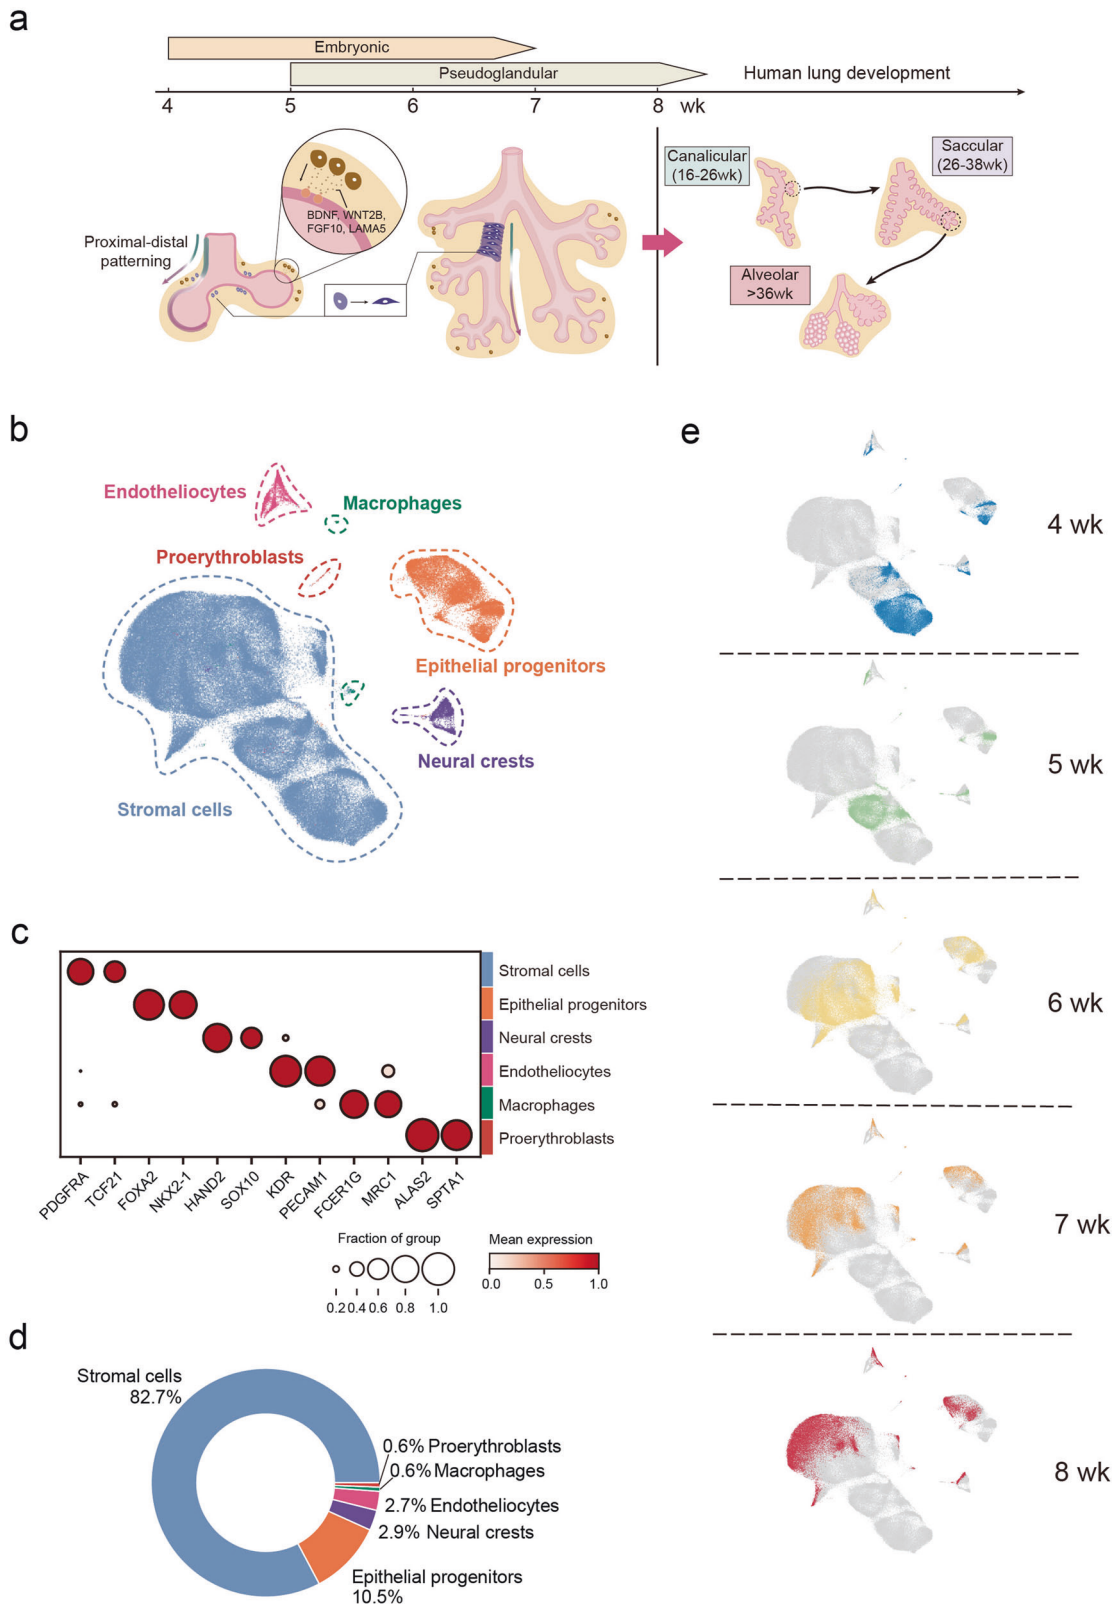 a
Embryonic
Pseudoglandular
Human lung development
4
5
6
7
8
wk
BDNF, WNT2B,
FGF10, LAMA5
Proximal-distal
patterning
Canalicular
(16-26wk)
Saccular
(26-38wk)
Alveolar
>36wk
b
Endotheliocytes
Macrophages
Proerythroblasts
Epithelial progenitors
Neural crests
Stromal cells
c
Stromal cells
Epithelial progenitors
Neural crests
Endotheliocytes
Macrophages
Proerythroblasts
PDGFRA
TCF21
FOXA2
NKX2-1
HAND2
SOX10
KDR
PECAM1
FCER1G
MRC1
ALAS2
SPTA1
Fraction of group
0.2 0.4 0.6 0.8 1.0
Mean expression
0.0 0.5 1.0
d
Stromal cells
82.7%
0.6% Proerythroblasts
0.6% Macrophages
2.7% Endotheliocytes
2.9% Neural crests
Epithelial progenitors
10.5%
e
4 wk
5 wk
6 wk
7 wk
8 wk